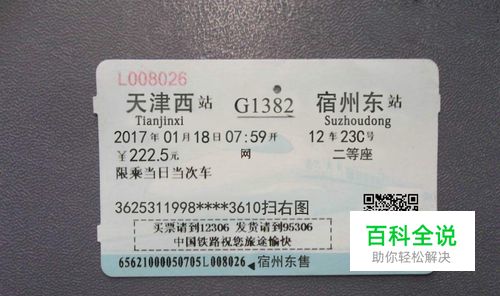 L008026
天津西站 G1382 宿州东站
Tianjinxi Suzhoudong
2017年01月18日07:59开 12车23C号
￥222.5元 网 二等座
限乘当日当次车
3625311998****3610扫右图
买票请到12306 发货请到95306
中国铁路祝您旅途愉快
65621000050705L008026 宿州东售
百科全说
助你轻松解决